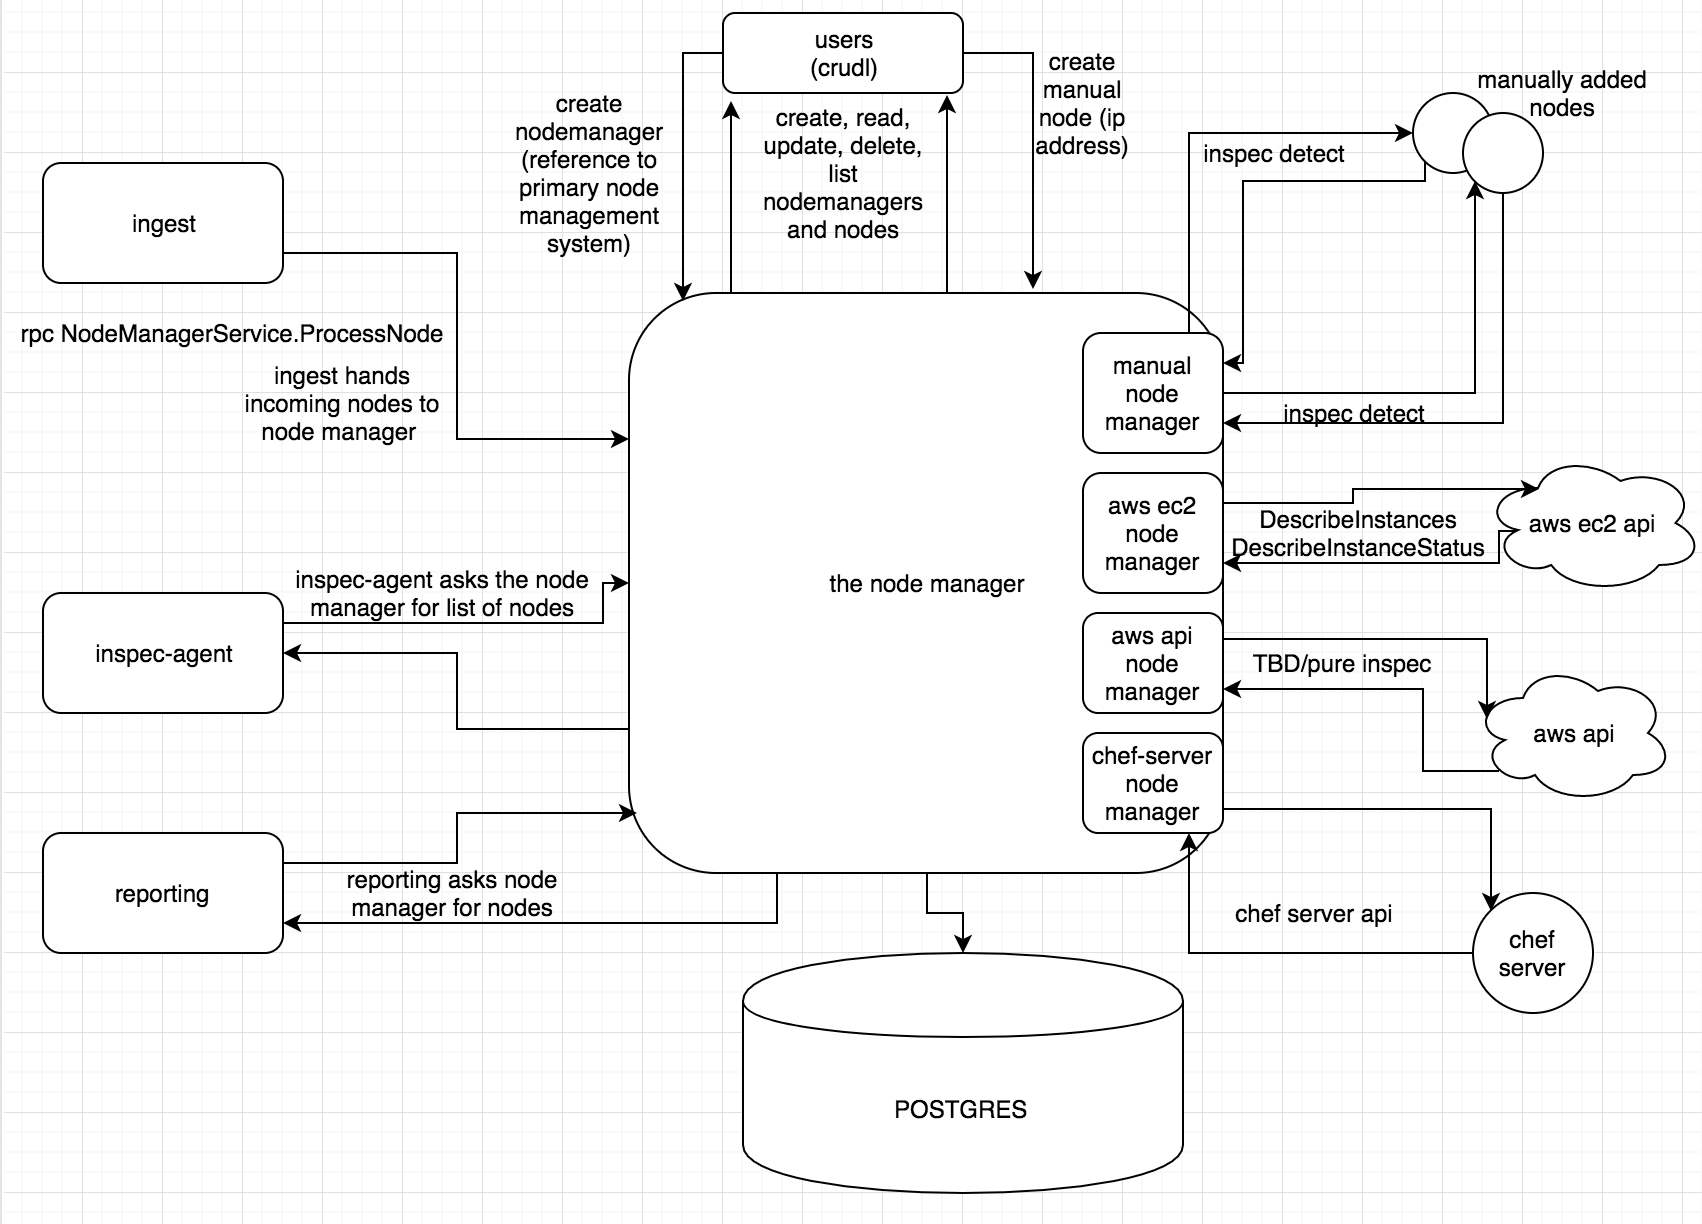 users
(crudl)
create
nodemanager
(reference to
primary node
management
system)
create, read,
update, delete,
list
nodemanagers
and nodes
create
manual
node (ip
address)
manually added
nodes
inspec detect
inspec detect
ingest
rpc NodeManagerService.ProcessNode
ingest hands
incoming nodes to
node manager
manual
node
manager
aws ec2
node
manager
DescribeInstances
DescribeInstanceStatus
aws ec2 api
the node manager
inspec-agent asks the node
manager for list of nodes
inspec-agent
aws api
node
manager
TBD/pure inspec
aws api
chef-server
node
manager
reporting
reporting asks node
manager for nodes
chef server api
chef
server
POSTGRES